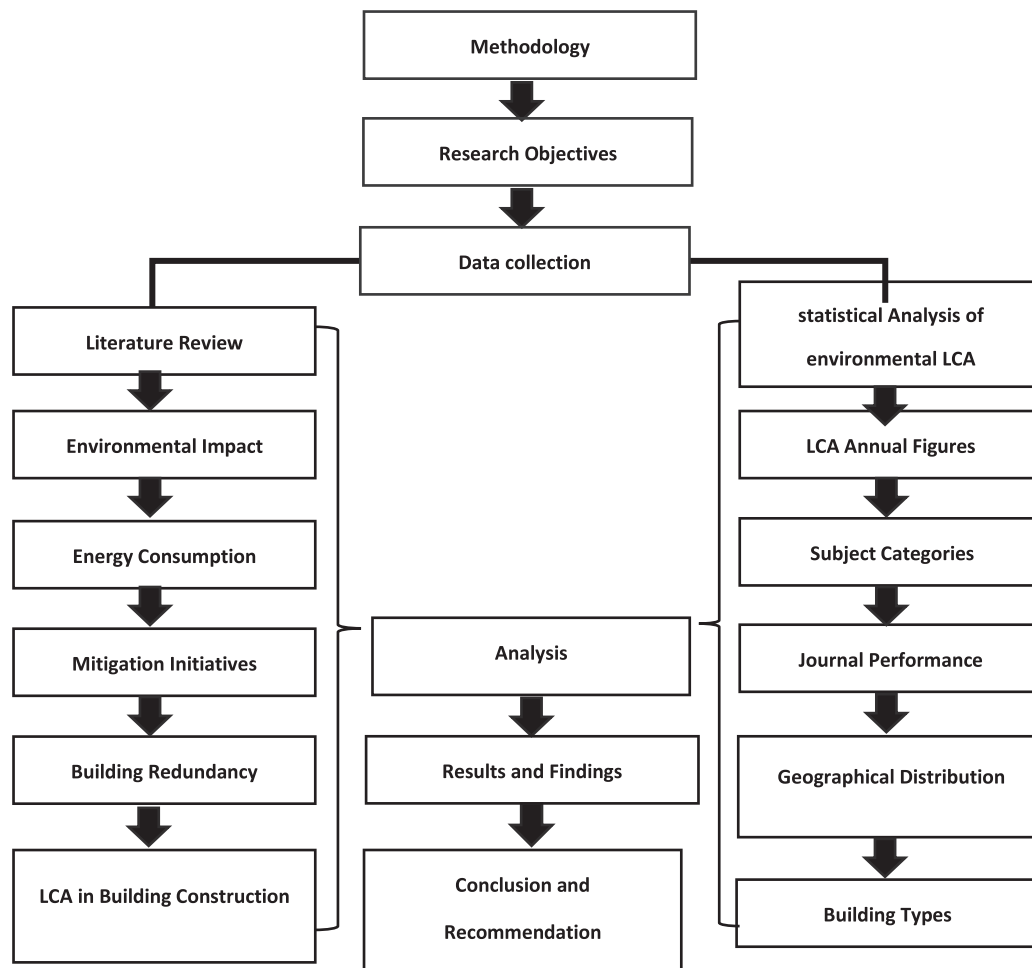 Methodology
Research Objectives
Data collection
Literature Review
Environmental Impact
Energy Consumption
Mitigation Initiatives
Building Redundancy
LCA in Building Construction
Analysis
Results and Findings
Conclusion and
Recommendation
statistical Analysis of
environmental LCA
LCA Annual Figures
Subject Categories
Journal Performance
Geographical Distribution
Building Types